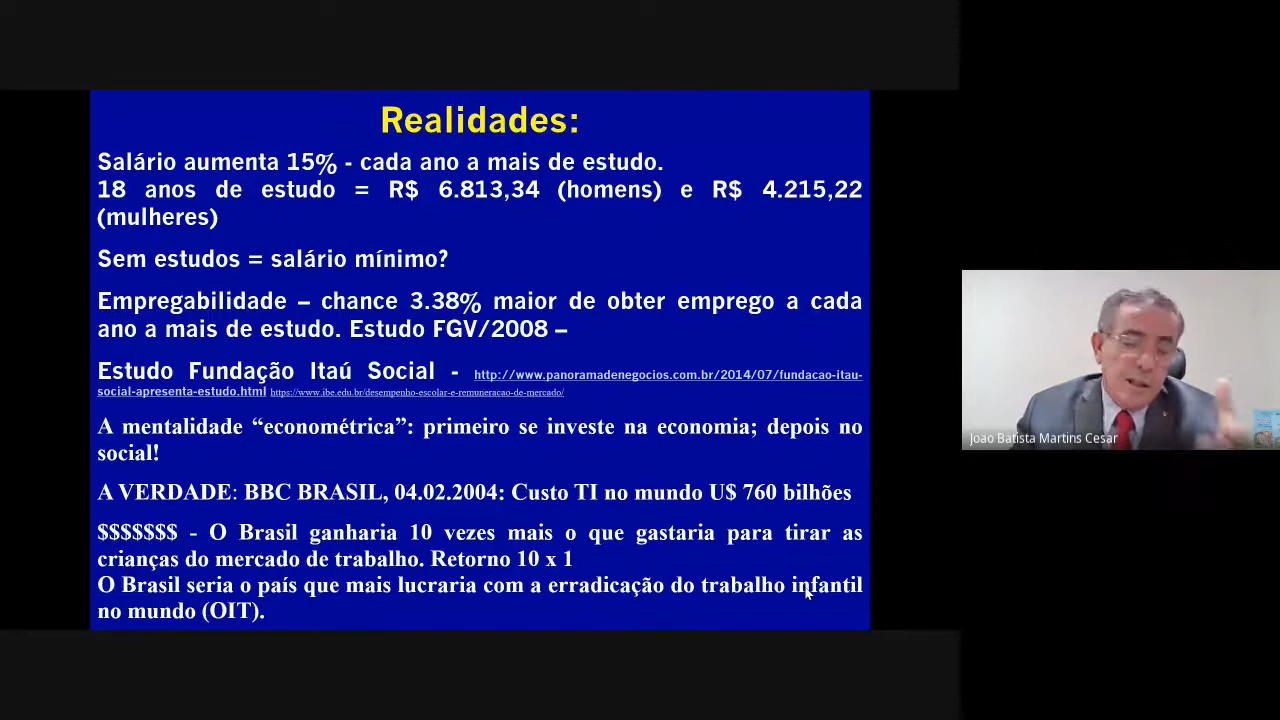 Realidades:
Salário aumenta 15% - cada ano a mais de estudo.
18 anos de estudo = R$ 6.813,34 (homens) e R$ 4.215,22
(mulheres)
Sem estudos = salário mínimo?
Empregabilidade – chance 3.38% maior de obter emprego a cada
ano a mais de estudo. Estudo FGV/2008 –
Estudo Fundação Itaú Social - http://www.panoramadenegocios.com.br/2014/07/fundacao-itau-
social-apresenta-estudo.html https://www.ibe.edu.br/desempenho-escolar-e-remuneracao-de-mercado/
A mentalidade “econométrica”: primeiro se investe na economia; depois no
social!
A VERDADE: BBC BRASIL, 04.02.2004: Custo TI no mundo U$ 760 bilhões
$$$$$$$ - O Brasil ganharia 10 vezes mais o que gastaria para tirar as
crianças do mercado de trabalho. Retorno 10 x 1
O Brasil seria o país que mais lucraria com a erradicação do trabalho infantil
no mundo (OIT).
Joao Batista Martins Cesar